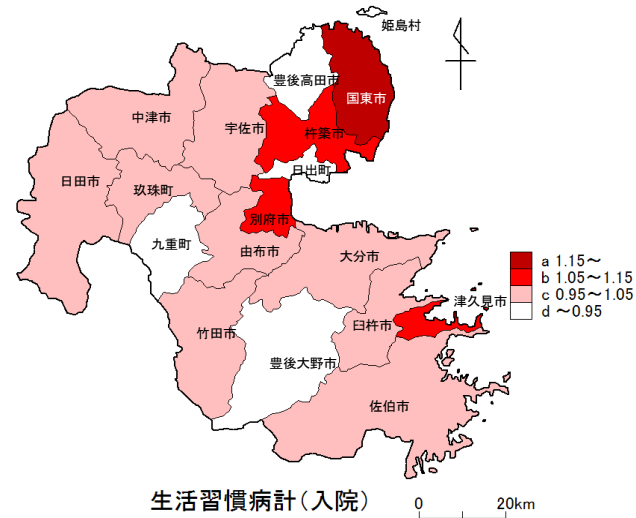 姫島村
豊後高田市
国東市
中津市
宇佐市
杵築市
日出町
日田市
玖珠町
別府市
九重町
由布市
大分市
a 1.15～
b 1.05～1.15
c 0.95～1.05
d ～0.95
津久見市
臼杵市
竹田市
豊後大野市
佐伯市
生活習慣病計(入院)
0 20km